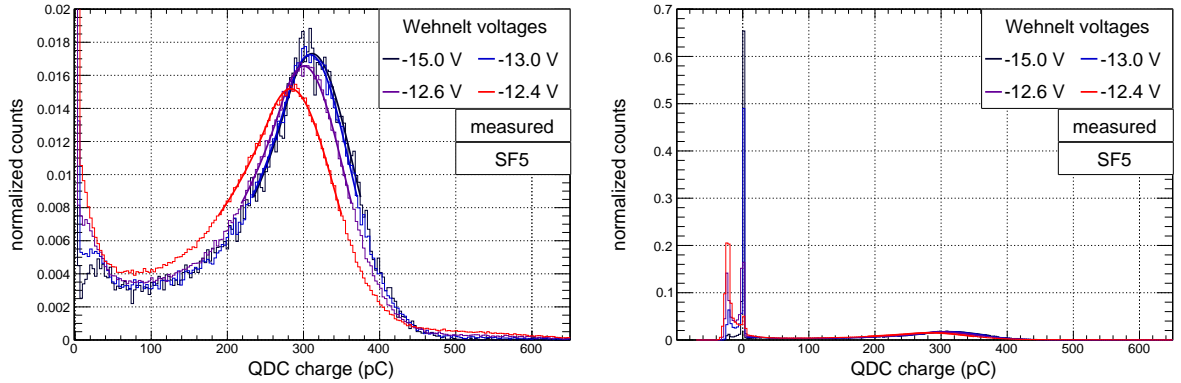 0.02
0.018
0.016
0.014
0.012
0.01
0.008
0.006
0.004
0.002
0
0 100 200 300 400 500 600
normalized counts
QDC charge (pC)
Wehnelt voltages
-15.0 V -13.0 V
-12.6 V -12.4 V
measured
SF5
0.7
0.6
0.5
0.4
0.3
0.2
0.1
0
0 100 200 300 400 500 600
normalized counts
QDC charge (pC)
Wehnelt voltages
-15.0 V -13.0 V
-12.6 V -12.4 V
measured
SF5